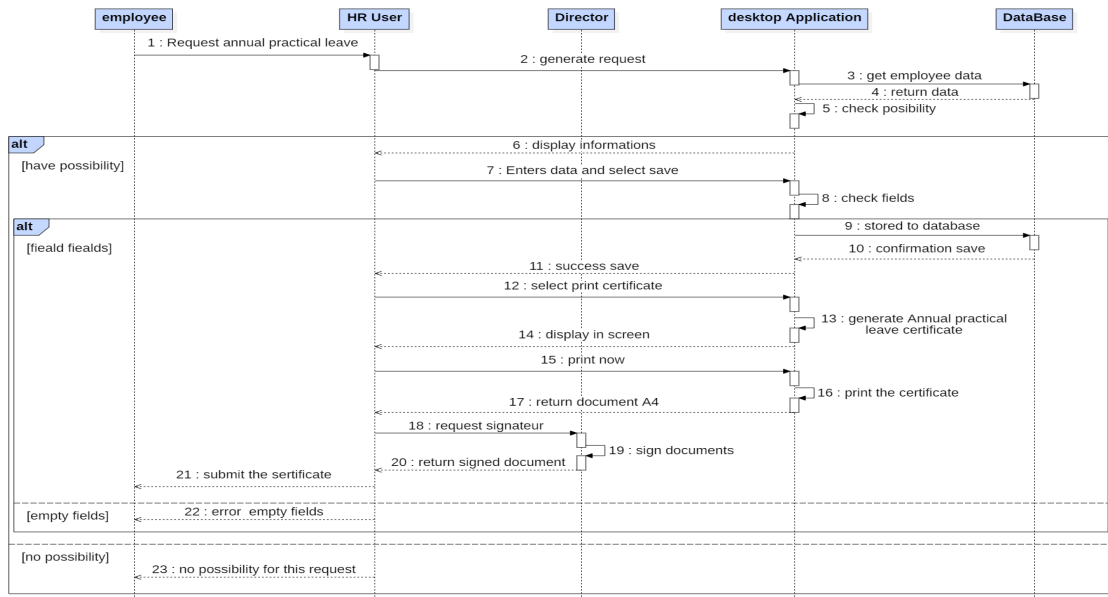 employee
HR User
Director
desktop Application
DataBase
1 : Request annual practical leave
2 : generate request
3 : get employee data
4 : return data
5 : check posibility
alt
6 : display informations
[have possibility]
7 : Enters data and select save
8 : check fields
alt
9 : stored to database
[fieald fiealds]
10 : confirmation save
11 : success save
12 : select print certificate
13 : generate Annual practical
leave certificate
14 : display in screen
15 : print now
16 : print the certificate
17 : return document A4
18 : request signateur
19 : sign documents
20 : return signed document
21 : submit the sertificate
[empty fields]
22 : error empty fields
[no possibility]
23 : no possibility for this request